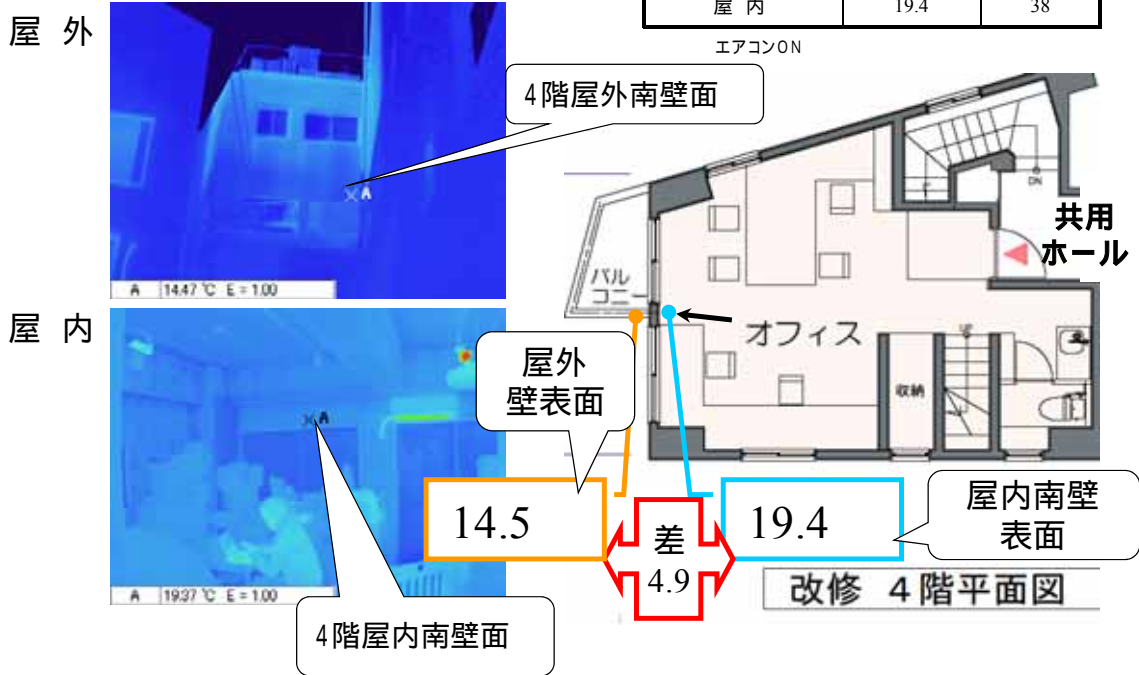 屋 外
屋 内 19.4 38
エアコンON
4階屋外南壁面
A
A 14.47 ℃ E = 1.00
共用
ホール
DN
バル
コニー
オフィス
UP
収納
屋 内
屋外
壁表面
A
14.5
差
4.9
19.4
屋内南壁
表面
A 19.37 ℃ E = 1.00
4階屋内南壁面
改修 4階平面図